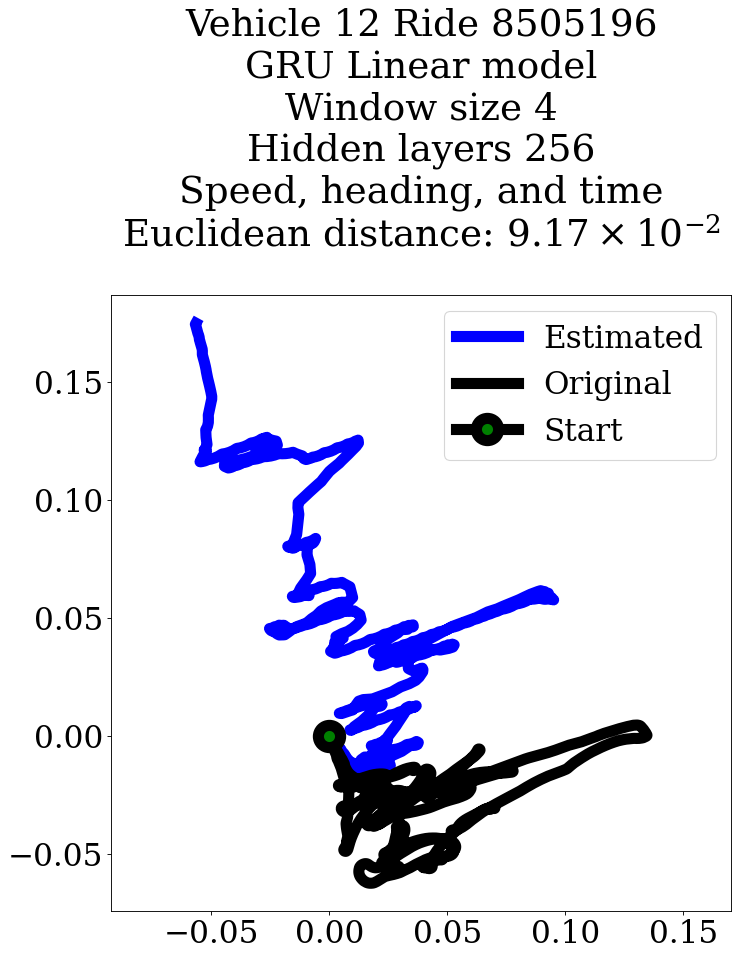 Vehicle 12 Ride 8505196
GRU Linear model
Window size 4
Hidden layers 256
Speed, heading, and time
Euclidean distance: 9.17 × 10⁻²
Estimated
Original
Start
0.15
0.10
0.05
0.00
−0.05
−0.05 0.00 0.05 0.10 0.15